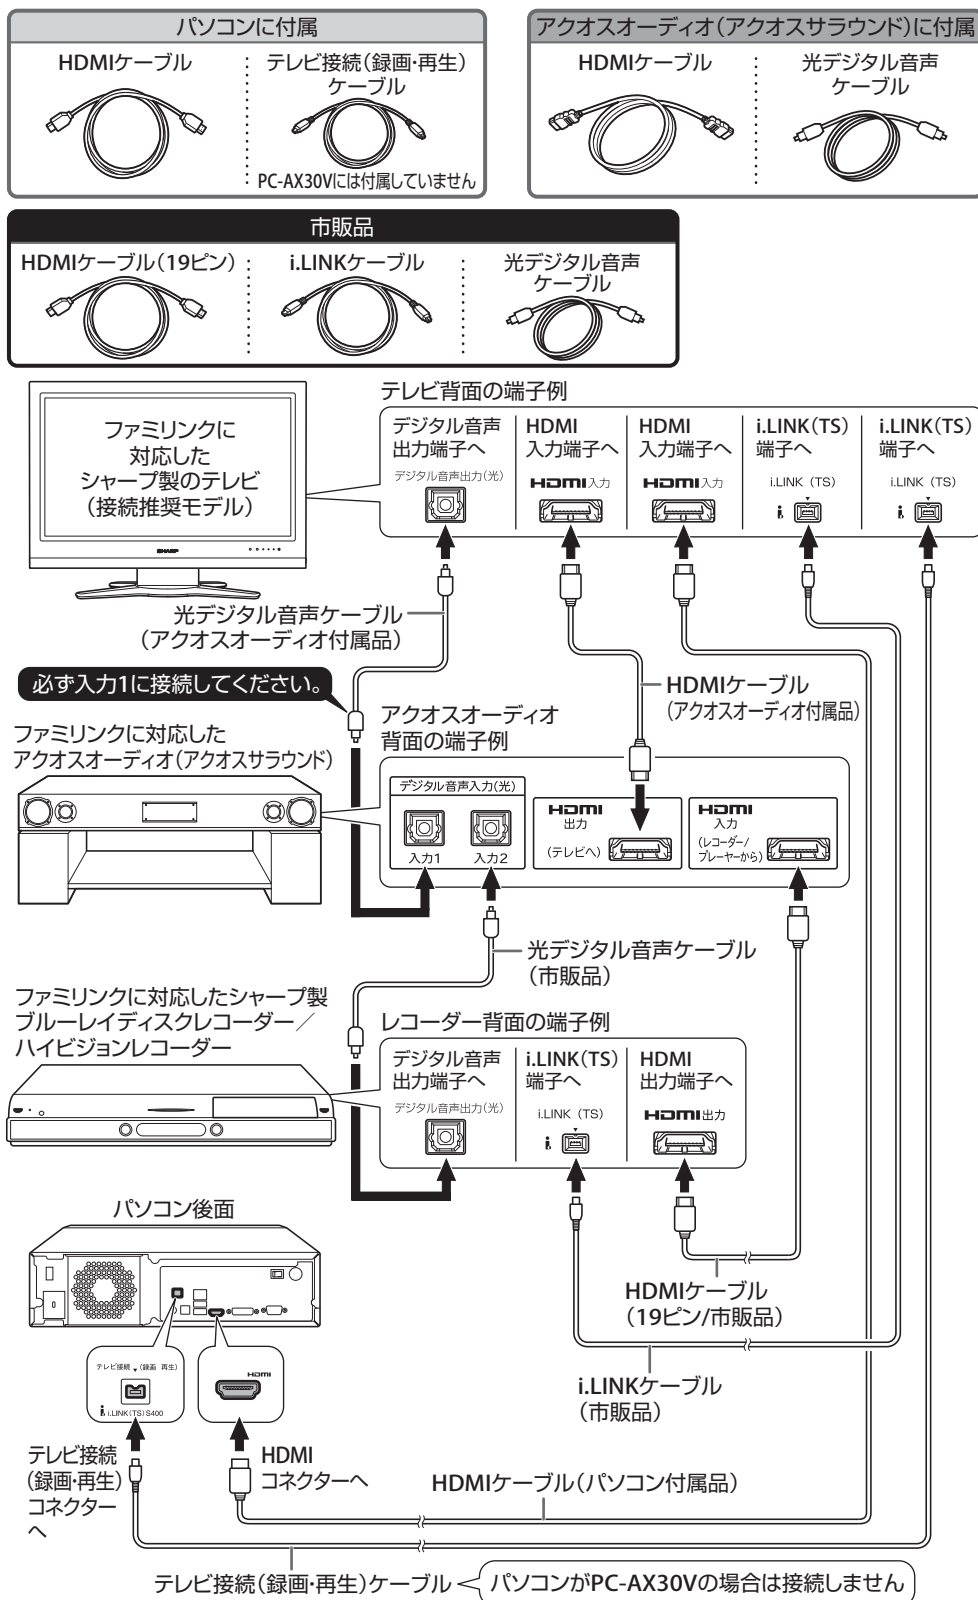 パソコンに付属
HDMIケーブル
テレビ接続(録画・再生)
ケーブル
PC-AX30Vには付属していません
アクオスオーディオ(アクオスサラウンド)に付属
HDMIケーブル
光デジタル音声
ケーブル
市販品
HDMIケーブル(19ピン)
i.LINKケーブル
光デジタル音声
ケーブル
ファミリンクに
対応した
シャープ製のテレビ
(接続推奨モデル)
SHARP
テレビ背面の端子例
デジタル音声
出力端子へ
デジタル音声出力(光)
HDMI
入力端子へ
HDMI入力
HDMI
入力端子へ
HDMI入力
i.LINK(TS)
端子へ
i.LINK (TS)
i.LINK(TS)
端子へ
i.LINK (TS)
光デジタル音声ケーブル
(アクオスオーディオ付属品)
必ず入力1に接続してください。
HDMIケーブル
(アクオスオーディオ付属品)
ファミリンクに対応した
アクオスオーディオ(アクオスサラウンド)
アクオスオーディオ
背面の端子例
デジタル音声入力(光)
入力1
入力2
HDMI
出力
(テレビへ)
HDMI
入力
(レコーダー/
プレーヤーから)
光デジタル音声ケーブル
(市販品)
ファミリンクに対応したシャープ製
ブルーレイディスクレコーダー/
ハイビジョンレコーダー
レコーダー背面の端子例
デジタル音声
出力端子へ
デジタル音声出力(光)
i.LINK(TS)
端子へ
i.LINK (TS)
HDMI
出力端子へ
HDMI出力
パソコン後面
テレビ接続 (録画 再生)
i.LINK(TS) S400
HDMI
HDMIケーブル
(19ピン/市販品)
i.LINKケーブル
(市販品)
テレビ接続
(録画・再生)
コネクター
へ
HDMI
コネクターへ
HDMIケーブル(パソコン付属品)
テレビ接続(録画・再生)ケーブル
パソコンがPC-AX30Vの場合は接続しません